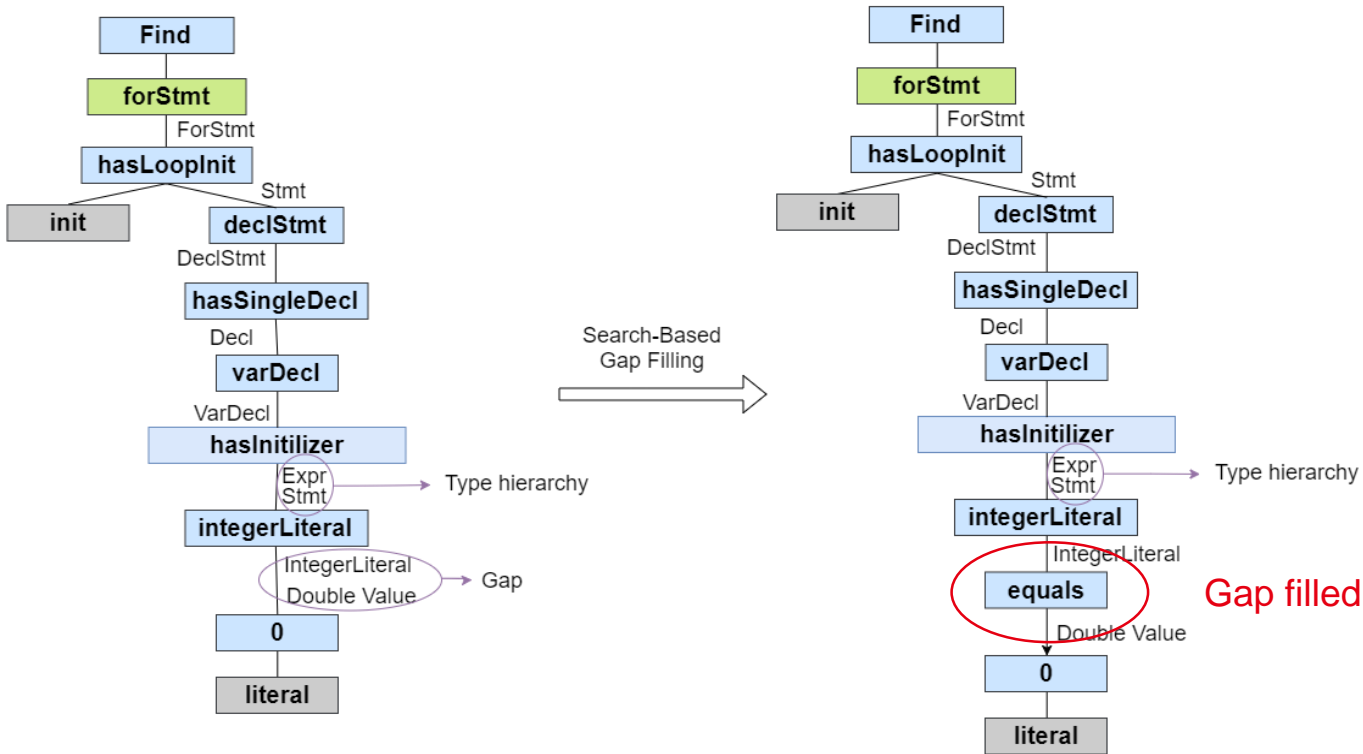 Find
forStmt
ForStmt
hasLoopInit
Stmt
init
declStmt
DeclStmt
hasSingleDecl
Decl
varDecl
VarDecl
hasInitilizer
Expr
Stmt
Type hierarchy
integerLiteral
IntegerLiteral
Double Value
Gap
0
literal
Search-Based
Gap Filling
Find
forStmt
ForStmt
hasLoopInit
Stmt
init
declStmt
DeclStmt
hasSingleDecl
Decl
varDecl
VarDecl
hasInitilizer
Expr
Stmt
Type hierarchy
integerLiteral
IntegerLiteral
equals
Gap filled
Double Value
0
literal